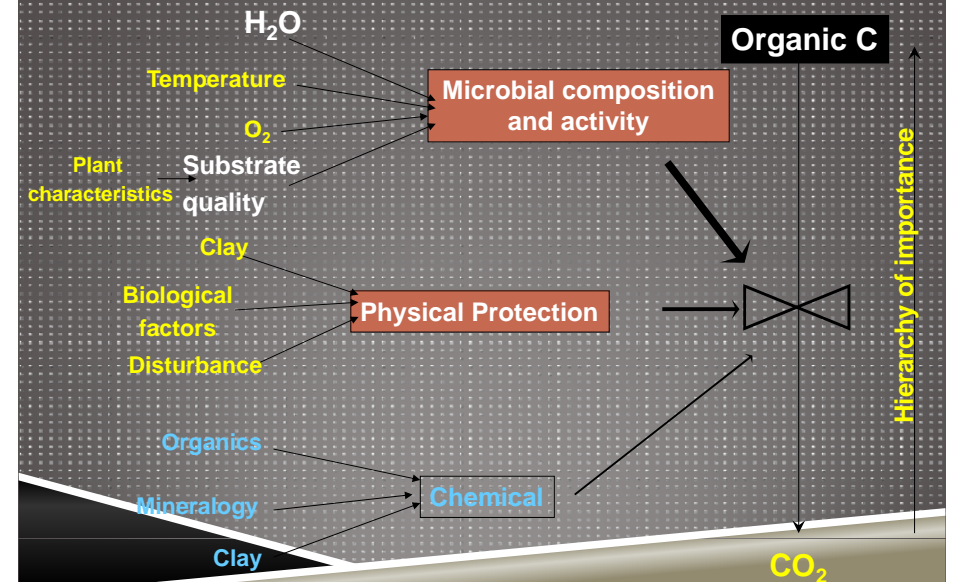 H₂O
Organic C
Temperature
Microbial composition
and activity
O₂
Plant
characteristics
Substrate
quality
Clay
Biological
factors
Physical Protection
Disturbance
Hierarchy of importance
Organics
Mineralogy
Chemical
Clay
CO₂